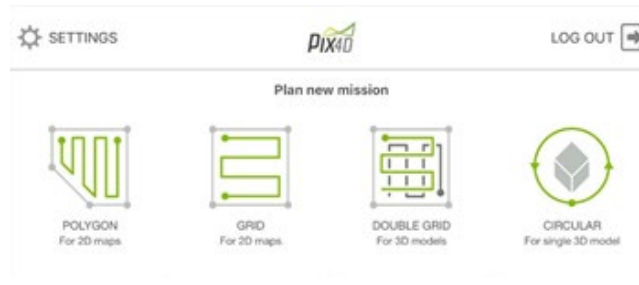 SETTINGS
PIX4D
LOG OUT
Plan new mission
POLYGON
For 2D maps
GRID
For 2D maps
DOUBLE GRID
For 3D models
CIRCULAR
For single 3D model